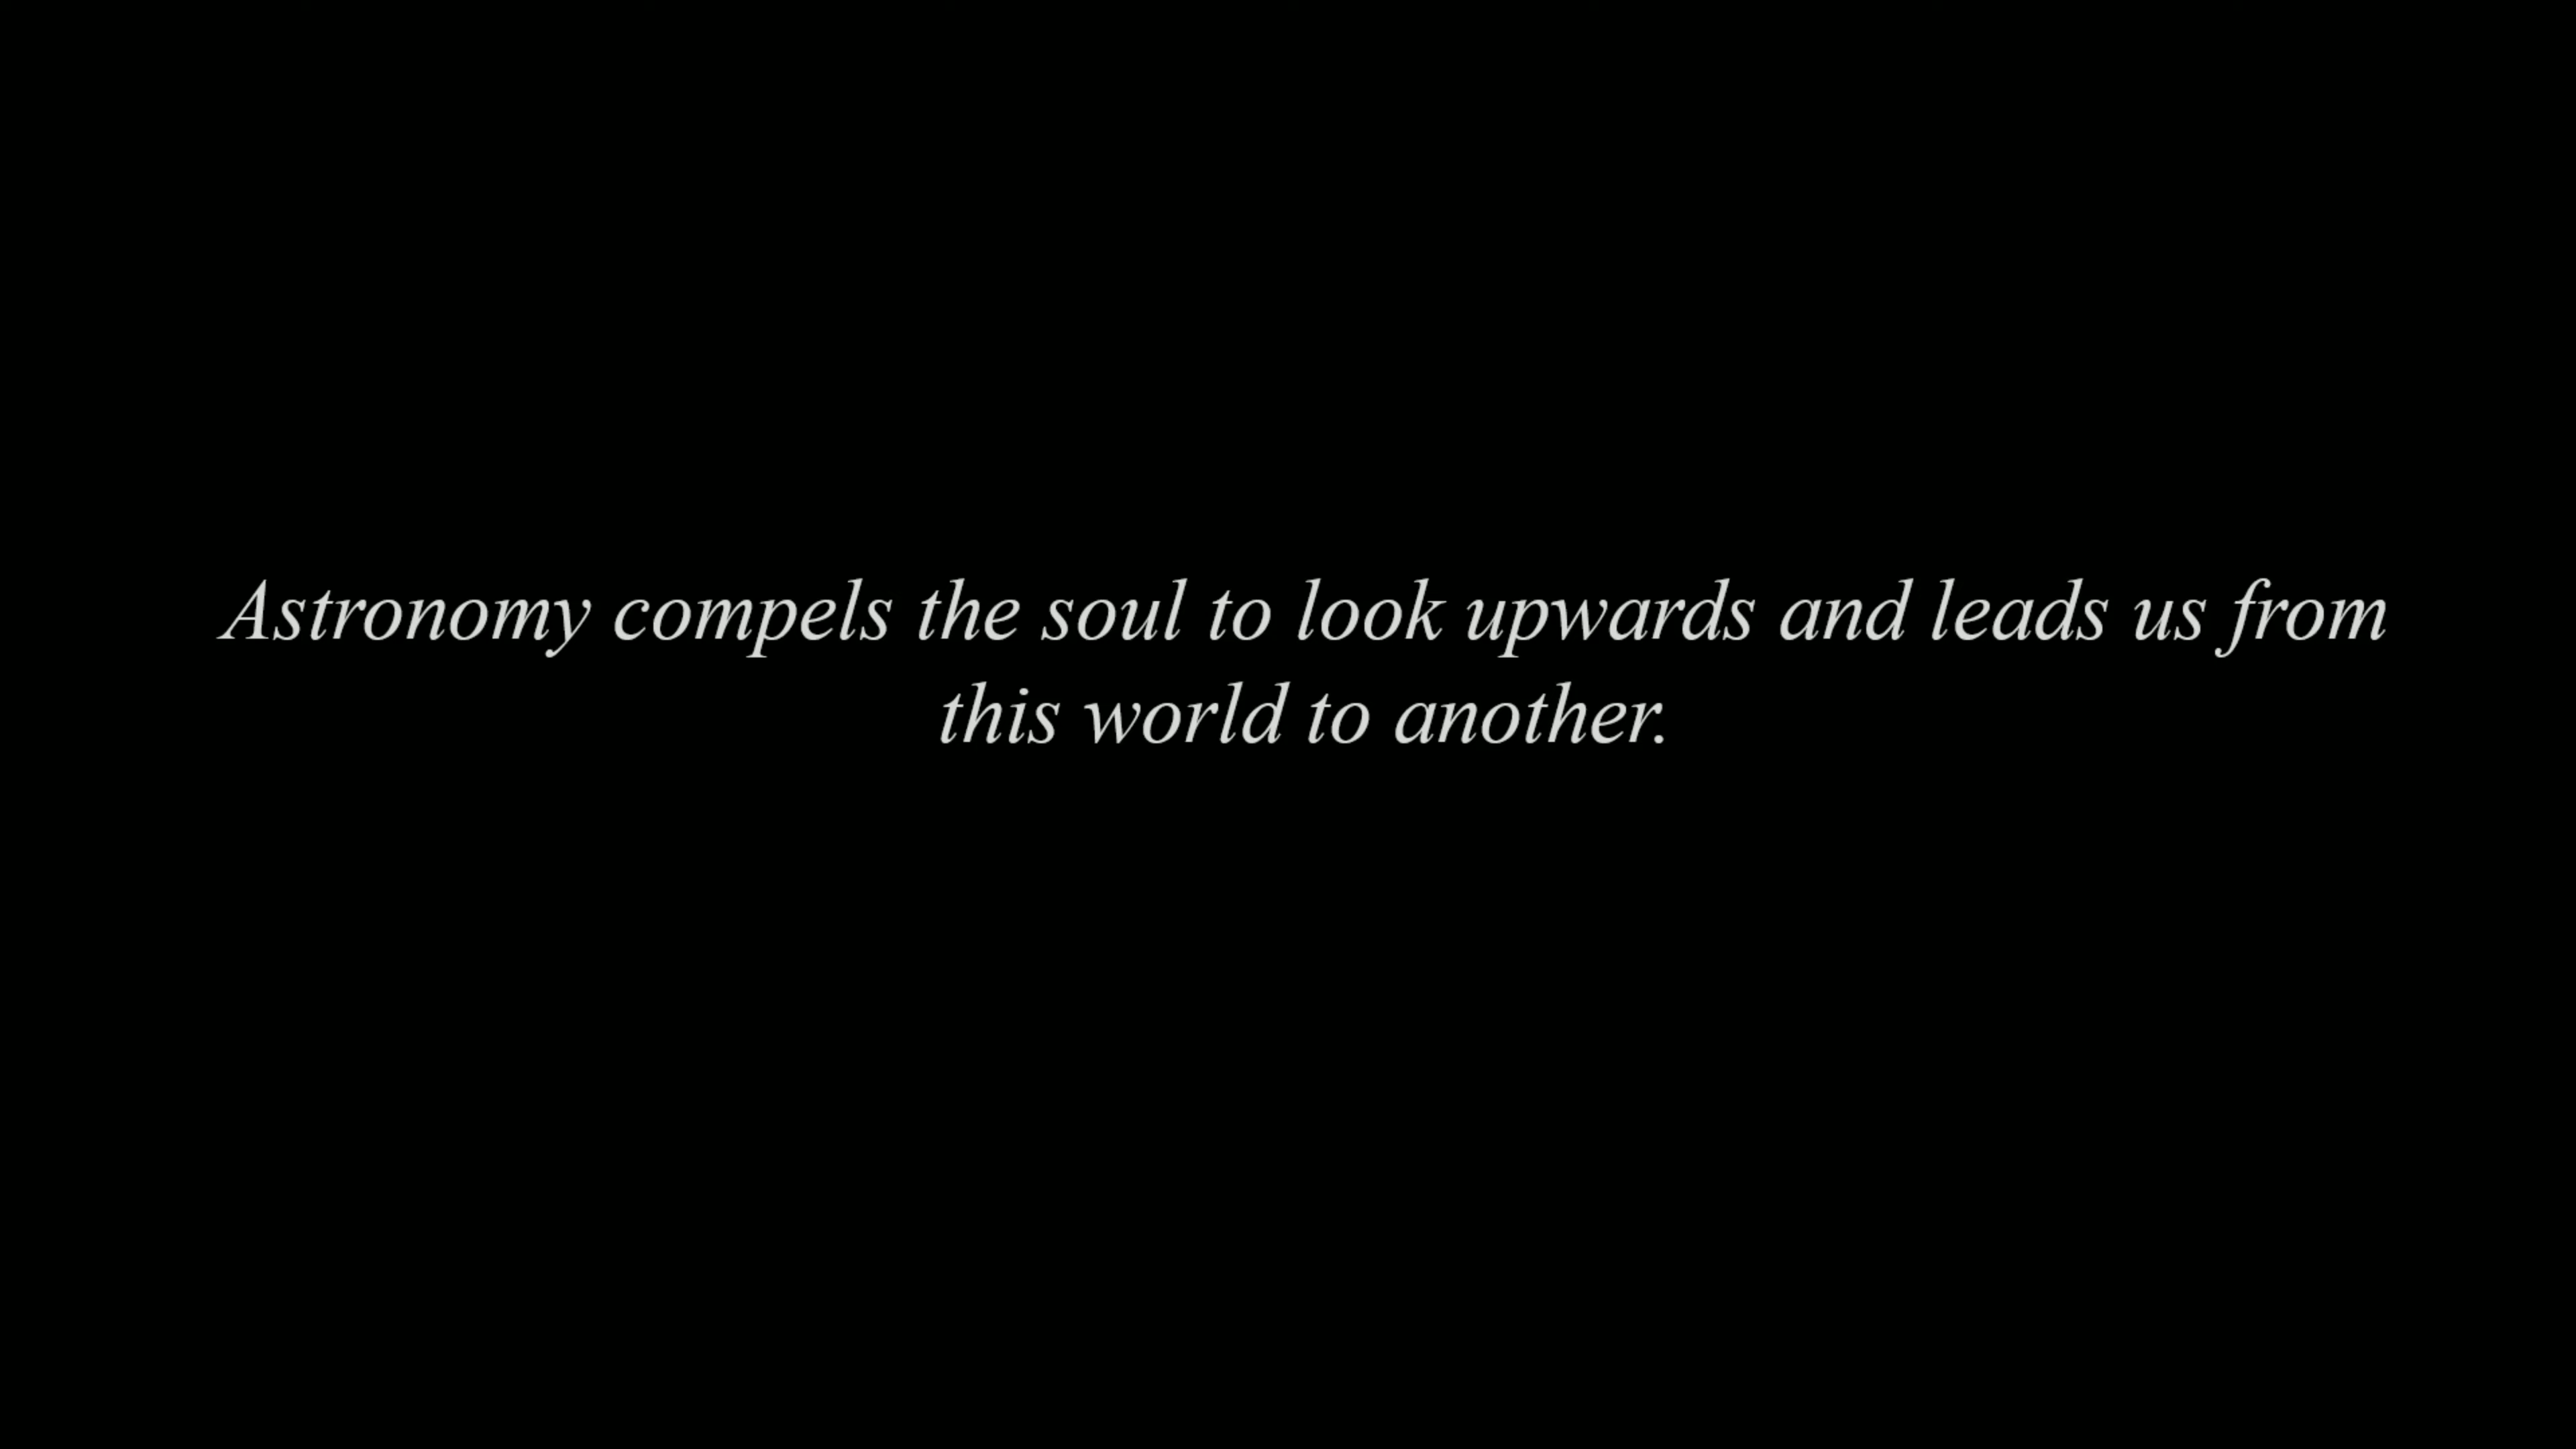 Astronomy compels the soul to look upwards and leads us from
this world to another.